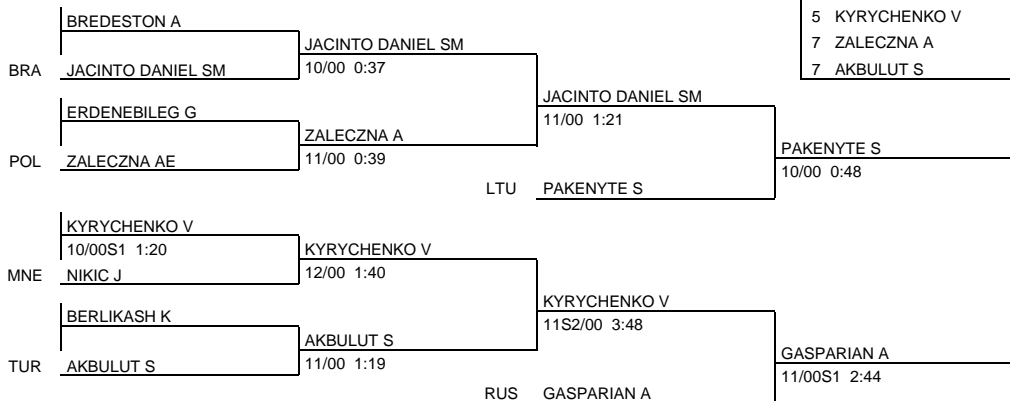 BREDESTON A
BRA JACINTO DANIEL SM
ERDENEBILEG G
POL ZALECZNA AE
KYRYCHENKO V
10/00S1 1:20
MNE NIKIC J
BERLIKASH K
TUR AKBULUT S
JACINTO DANIEL SM
10/00 0:37
ZALECZNA A
11/00 0:39
KYRYCHENKO V
12/00 1:40
AKBULUT S
11/00 1:19
JACINTO DANIEL SM
11/00 1:21
LTU PAKENYTE S
KYRYCHENKO V
11S2/00 3:48
RUS GASPARIAN A
PAKENYTE S
10/00 0:48
GASPARIAN A
11/00S1 2:44
5 KYRYCHENKO V
7 ZALECZNA A
7 AKBULUT S